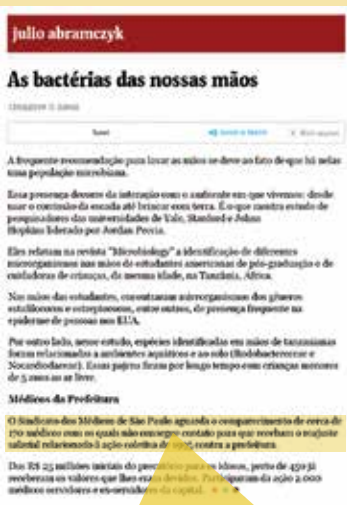 julio abramczyk
As bactérias das nossas mãos
A frequente recomendação para lavar as mãos se deve ao fato de que há nelas
uma população microbiana.
Essa presença decorre da interação com o ambiente em que vivemos: desde
usar o corrimão da escada até brincar com terra. É o que mostra estudo de
pesquisadores das universidades de Yale, Stanford e Johns
Hopkins liderado por Jordan Peccia.
Eles relatam na revista "Microbiology" a identificação de diferentes
microrganismos nas mãos de estudantes americanas de pós-graduação e de
cuidadoras de crianças, da mesma idade, na Tanzânia, África.
Nas mãos das estudantes, encontraram microrganismos dos gêneros
estafilococos e estreptococos, entre outros, de presença frequente na
epiderme de pessoas nos EUA.
Por outro lado, nesse estudo, espécies identificadas em mãos de tanzanianas
foram relacionadas a ambientes aquáticos e ao solo (Rodobacteraceae e
Nocardiodaceae). Essas ficam por longo tempo com crianças menores
de 5 anos ao ar livre.
Médicos da Prefeitura
O Sindicato dos Médicos de São Paulo aguarda o comparecimento de cerca de
170 médicos com os quais não consegue contato para que recebam o reajuste
salarial relacionado à ação coletiva de 1995 contra a prefeitura.
Dos R$ 25 milhões iniciais do para os idosos, perto de 450 já
receberam os valores que lhes eram devidos. Participaram da ação 2.000
médicos servidores e ex-servidores da capital.